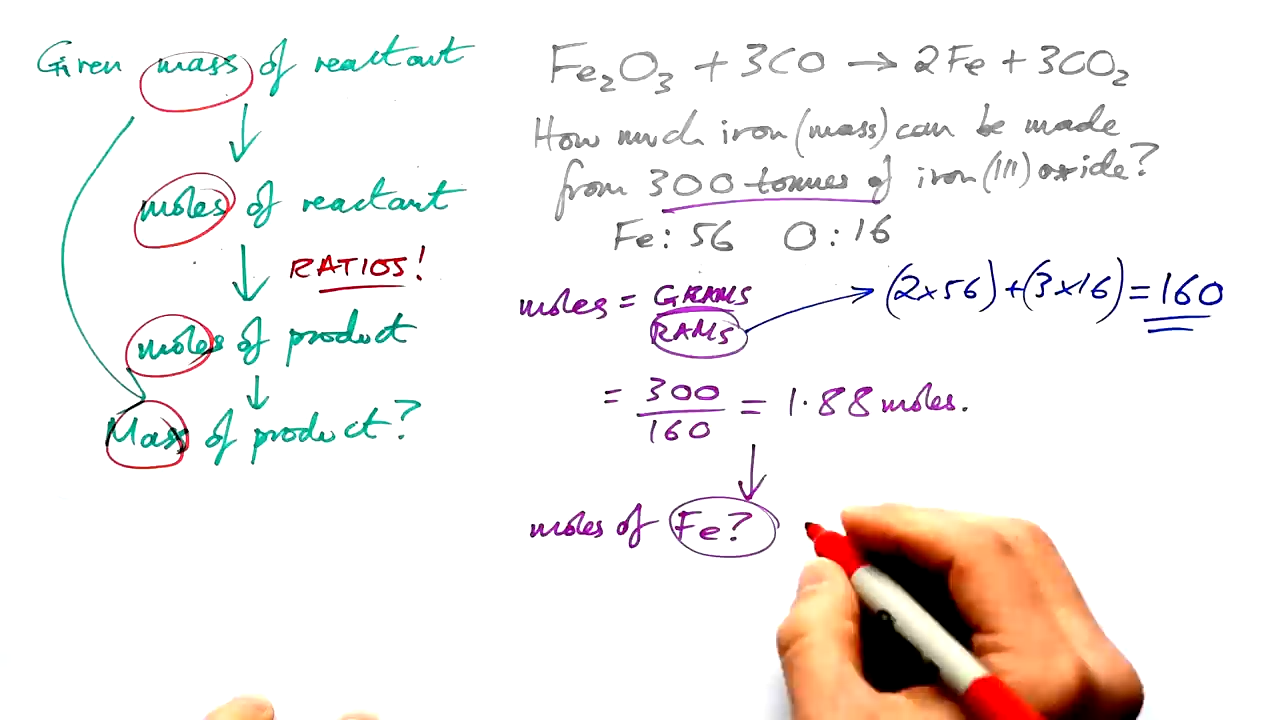 Given mass of reactant
moles of reactant
RATIOS!
moles of product
Mass of product?
Fe₂O₃ + 3CO → 2Fe + 3CO₂
How much iron (mass) can be made
from 300 tonnes of iron (III) oxide?
Fe: 56 O: 16
moles = GRAMS
RAMS
(2×56)+(3×16)=160
= 300
160
= 1.88 moles.
moles of Fe?